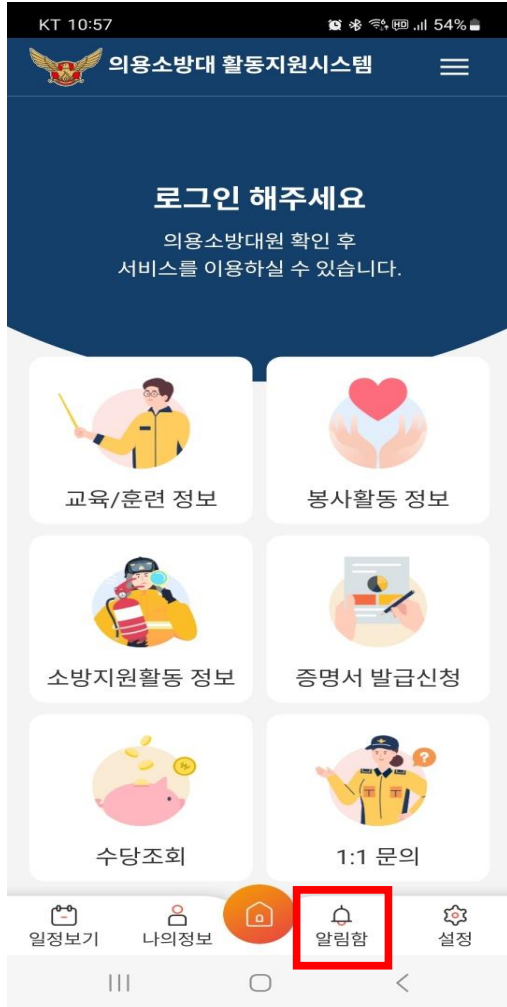 KT 10:57
HD 54%
의용소방대 활동지원시스템
로그인 해주세요
의용소방대원 확인 후
서비스를 이용하실 수 있습니다.
교육/훈련 정보
봉사활동 정보
소방지원활동 정보
증명서 발급신청
수당조회
1:1 문의
일정보기
나의정보
알림함
설정